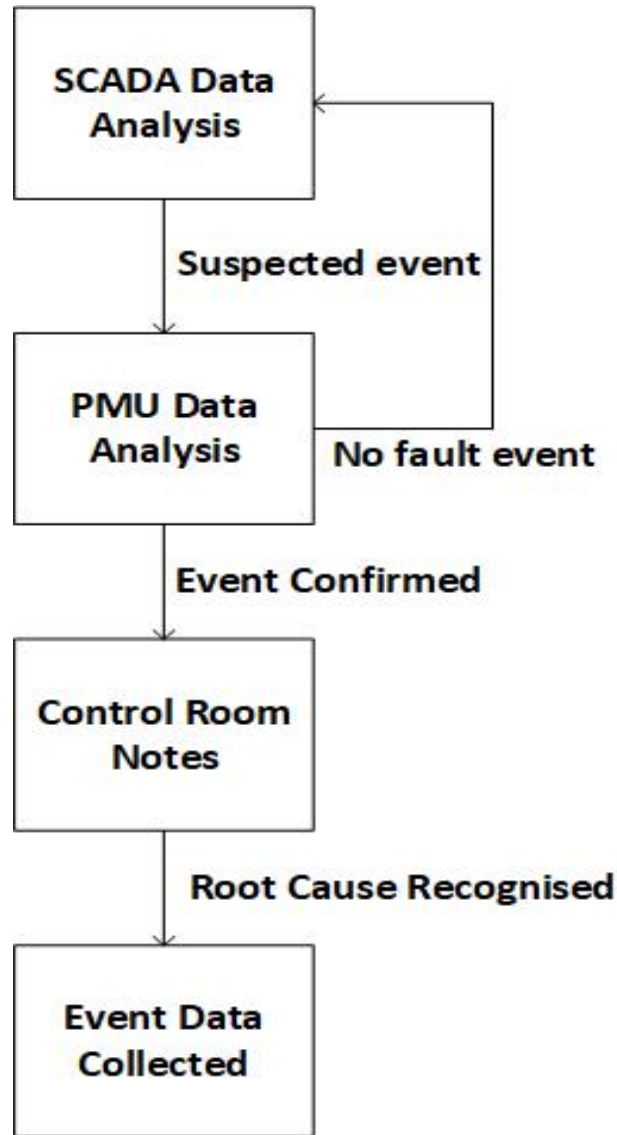 SCADA Data
Analysis
Suspected event
PMU Data
Analysis
No fault event
Event Confirmed
Control Room
Notes
Root Cause Recognised
Event Data
Collected